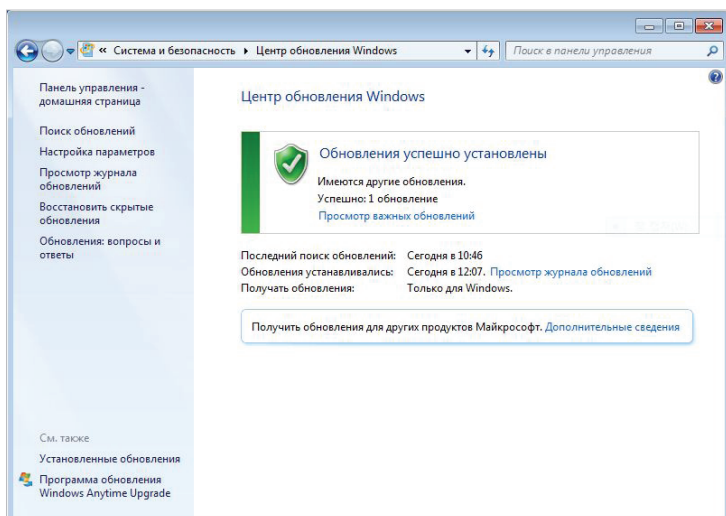 « Система и безопасность ▸ Центр обновления Windows
Поиск в панели управления
Панель управления -
домашняя страница
Поиск обновлений
Настройка параметров
Просмотр журнала
обновлений
Восстановить скрытые
обновления
Обновления: вопросы и
ответы
См. также
Установленные обновления
Программа обновления
Windows Anytime Upgrade
Центр обновления Windows
Обновления успешно установлены
Имеются другие обновления.
Успешно: 1 обновление
Просмотр важных обновлений
Последний поиск обновлений: Сегодня в 10:46
Обновления устанавливались: Сегодня в 12:07. Просмотр журнала обновлений
Получать обновления: Только для Windows.
Получить обновления для других продуктов Майкрософт. Дополнительные сведения